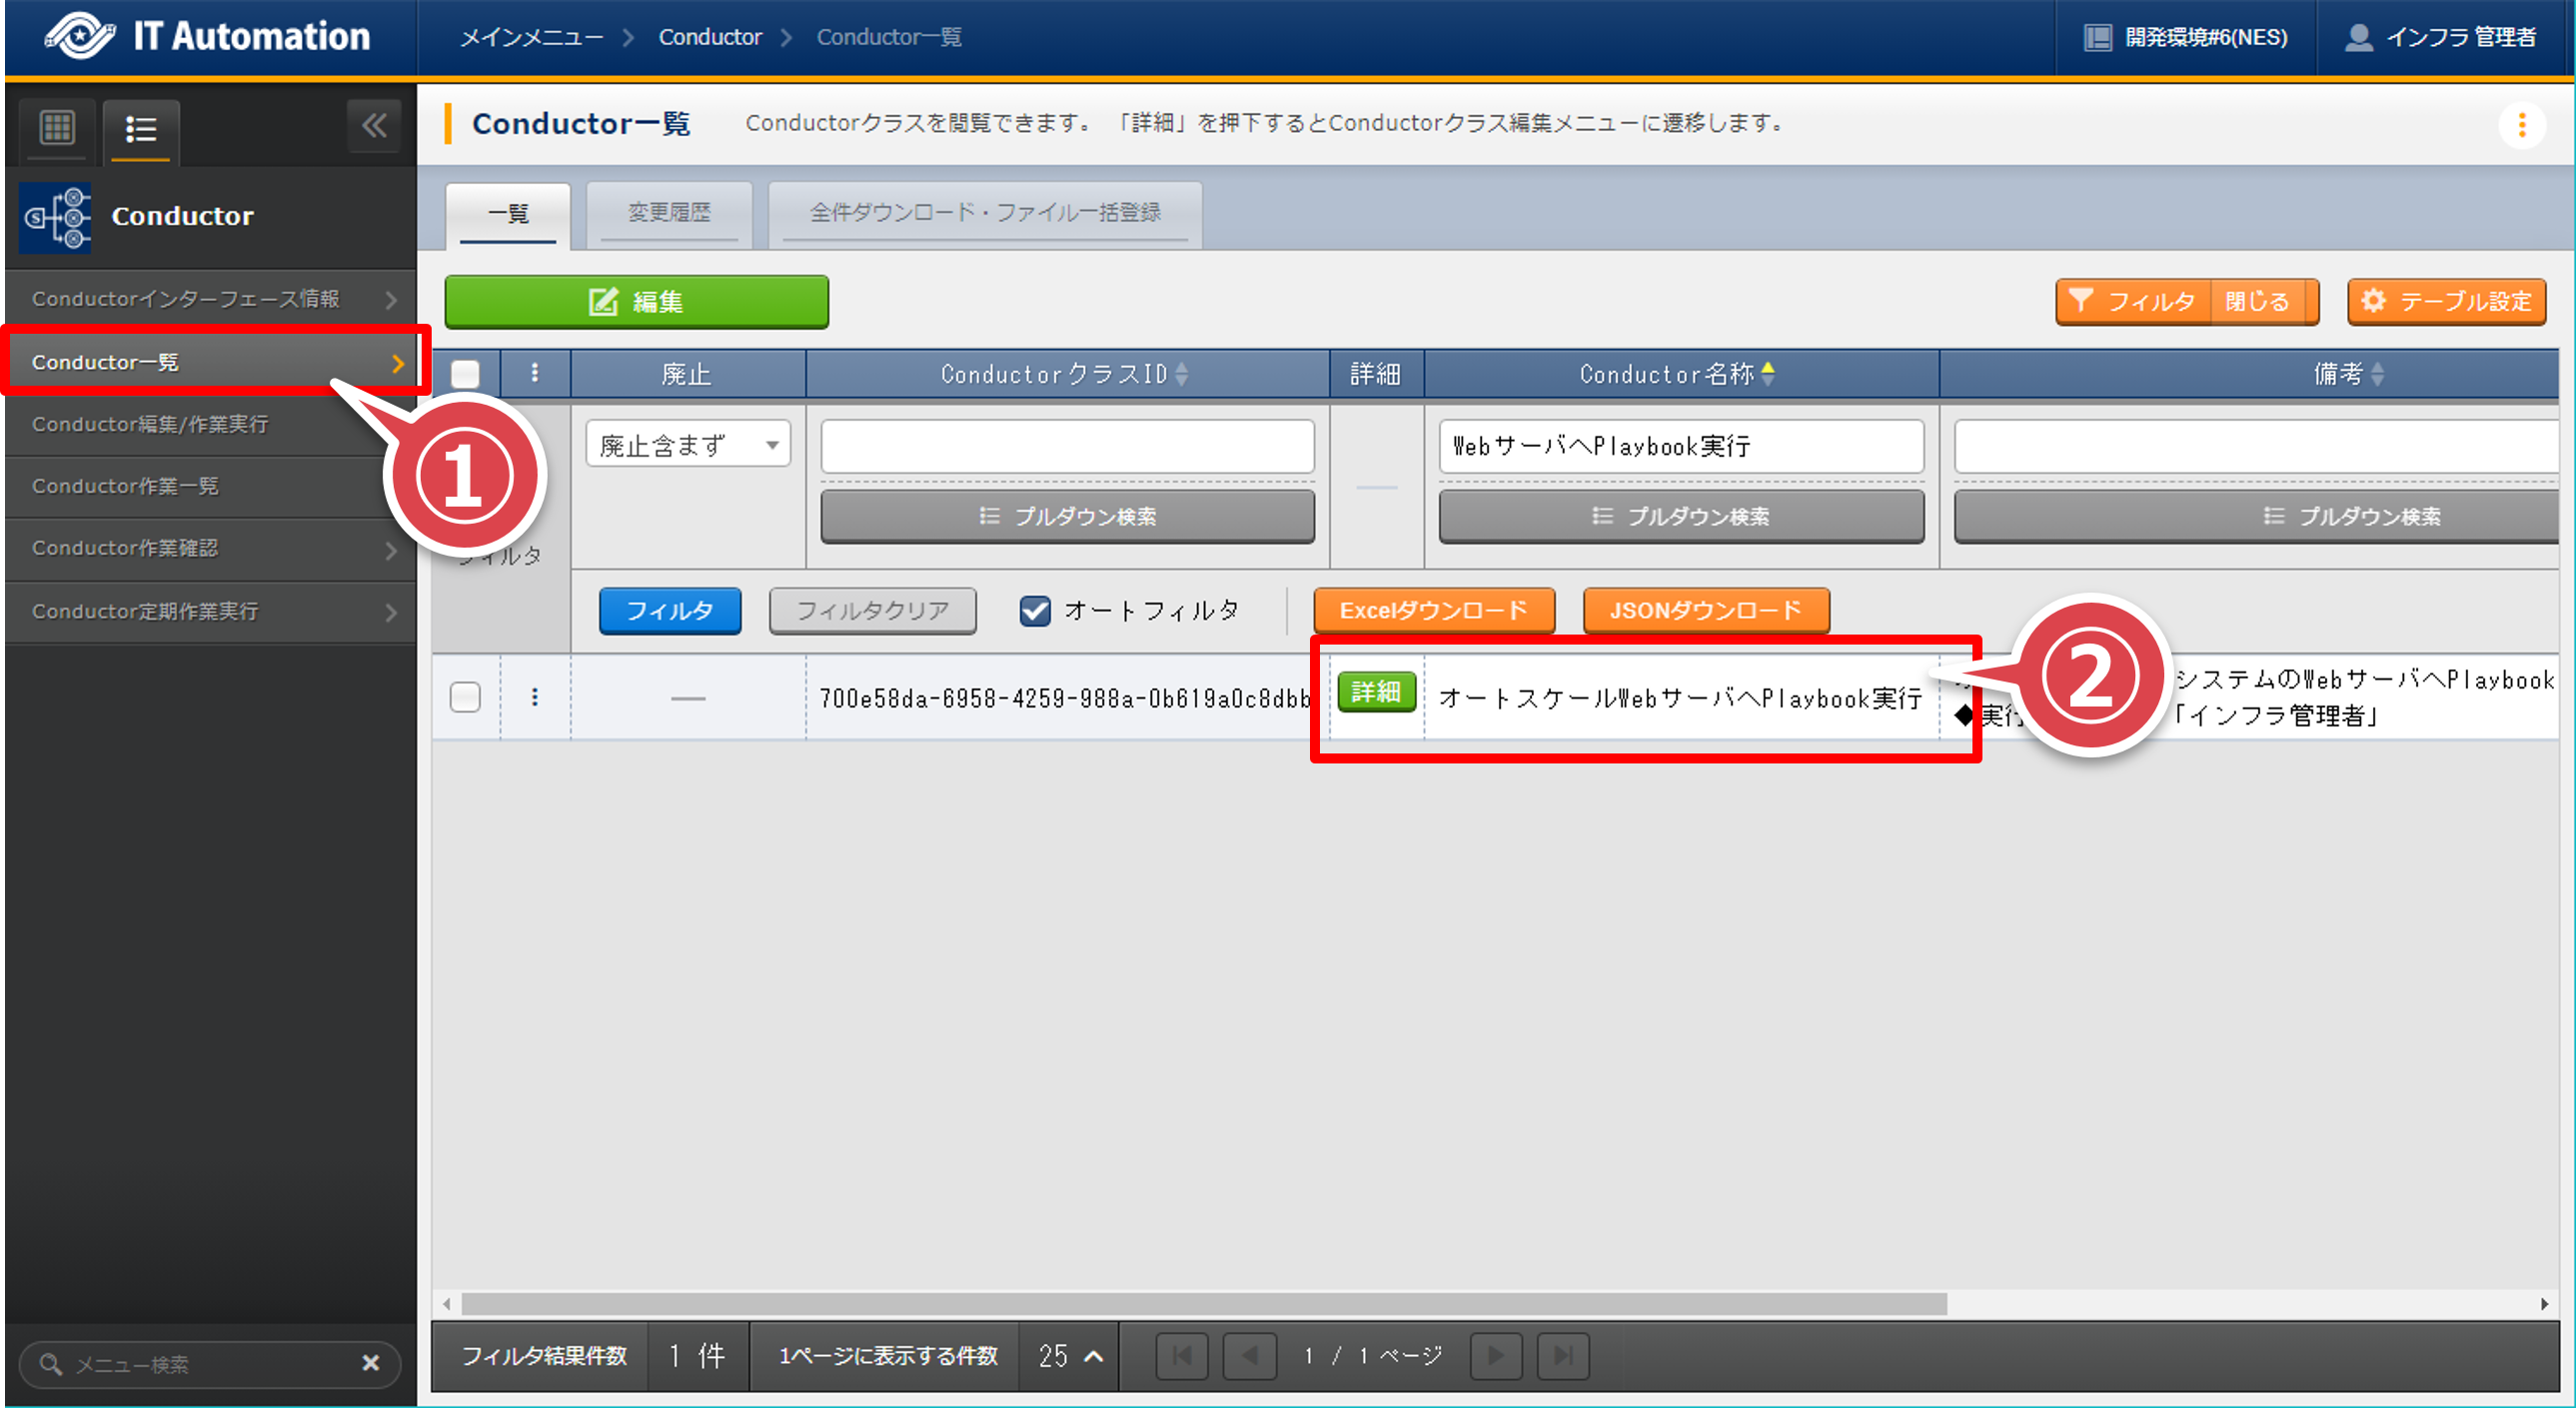 IT Automation
メインメニュー > Conductor > Conductor一覧
開発環境#6(NES)
インフラ 管理者
Conductor一覧
Conductorクラスを閲覧できます。 「詳細」を押下するとConductorクラス編集メニューに遷移します。
Conductor
一覧
変更履歴
全件ダウンロード・ファイル一括登録
Conductorインターフェース情報
Conductor一覧
Conductor編集/作業実行
Conductor作業一覧
Conductor作業確認
Conductor定期作業実行
①
編集
フィルタ 閉じる
テーブル設定
廃止
ConductorクラスID
詳細
Conductor名称
備考
フィルタ
廃止含まず
WebサーバへPlaybook実行
プルダウン検索
プルダウン検索
プルダウン検索
フィルタ
フィルタクリア
オートフィルタ
Excelダウンロード
JSONダウンロード
700e58da-6958-4259-988a-0b619a0c8dbb
詳細
オートスケールWebサーバへPlaybook実行
システムのWebサーバへPlaybook
◆実行 「インフラ管理者」
②
メニュー検索
フィルタ結果件数
1 件
1ページに表示する件数
25
1 / 1 ページ